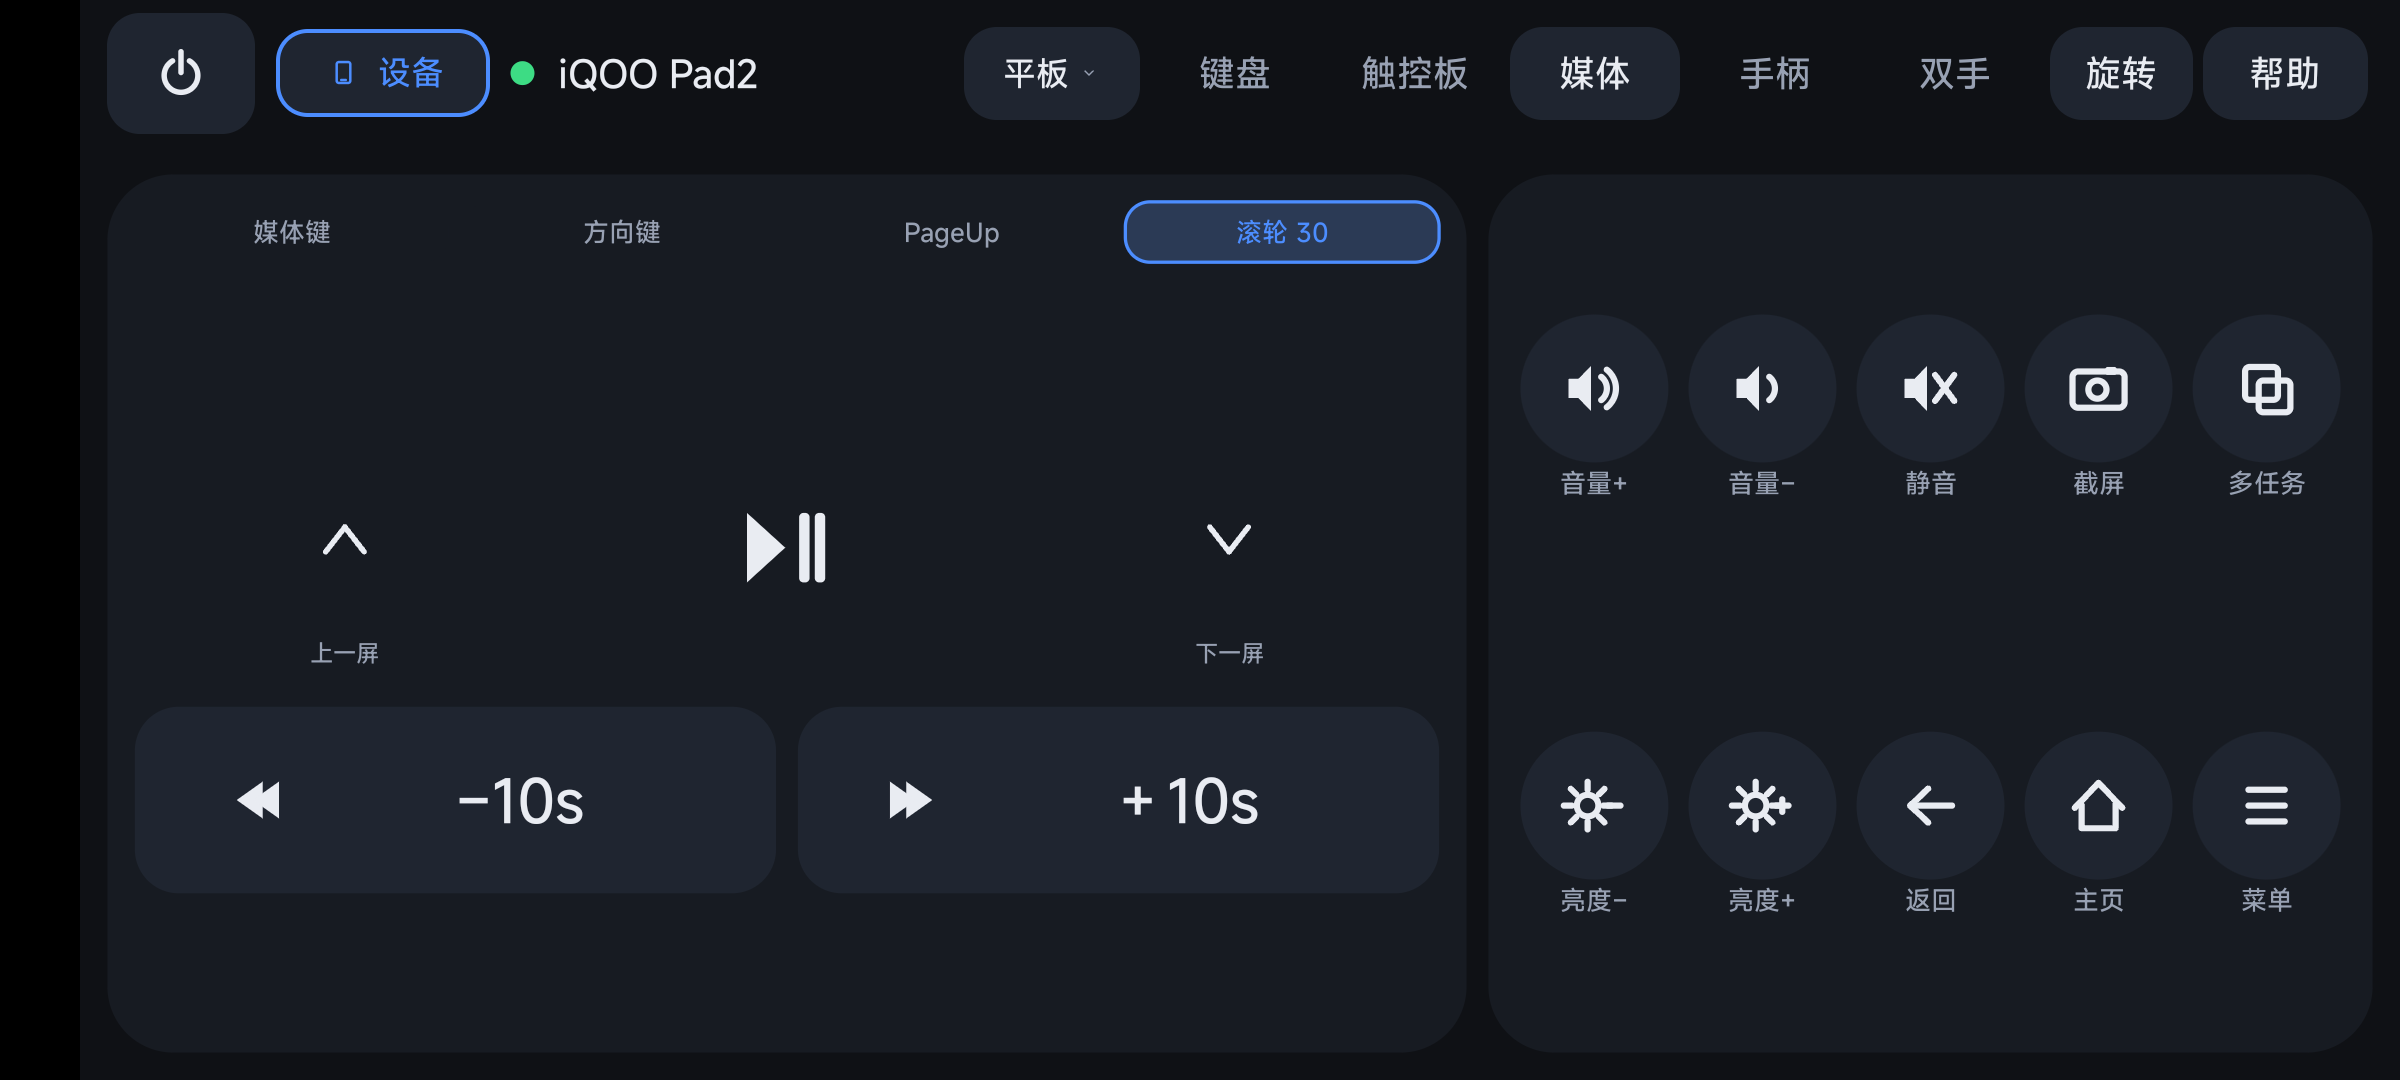 设备 iQOO Pad2 平板 键盘 触控板 媒体 手柄 双手 旋转 帮助
媒体键 方向键 PageUp 滚轮 30
上一屏 下一屏
-10s + 10s
音量+ 音量- 静音 截屏 多任务
亮度- 亮度+ 返回 主页 菜单